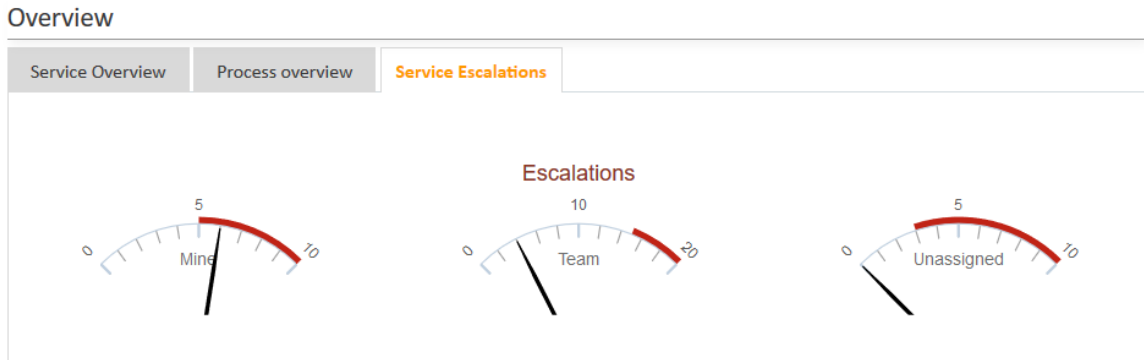 Overview
Service Overview Process overview Service Escalations
Escalations
0 5 10 Mine
0 10 20 Team
0 5 10 Unassigned